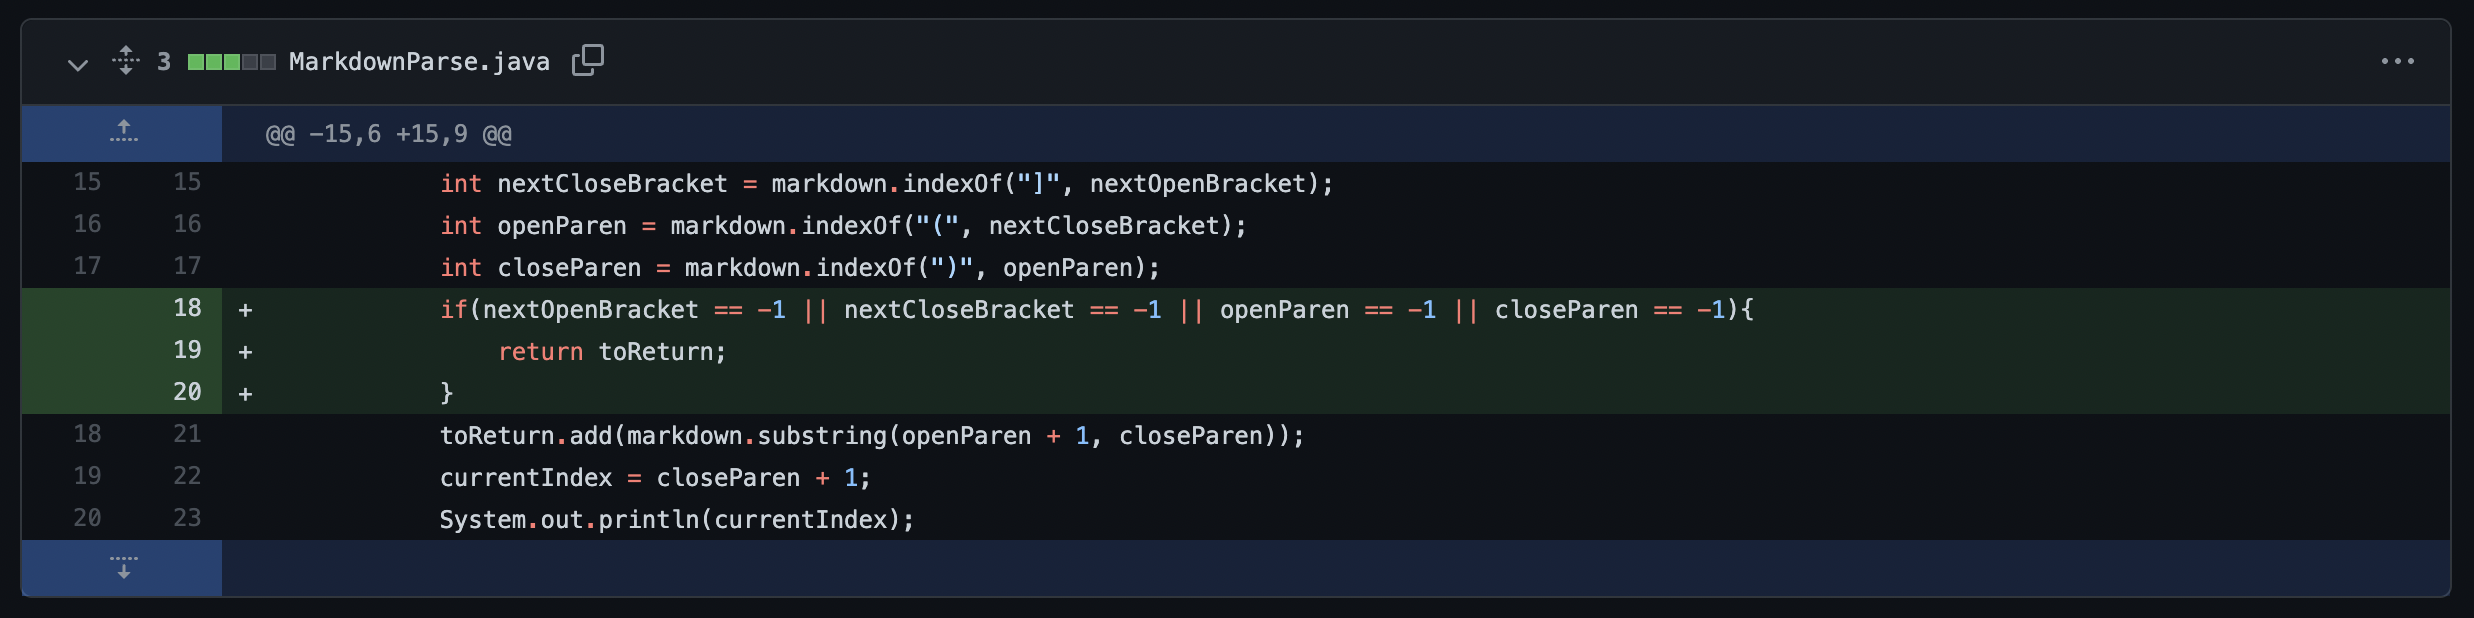 3 MarkdownParse.java
@@ -15,6 +15,9 @@
15 15 int nextCloseBracket = markdown.indexOf("]", nextOpenBracket);
16 16 int openParen = markdown.indexOf("(", nextCloseBracket);
17 17 int closeParen = markdown.indexOf(")", openParen);
18 + if(nextOpenBracket == -1 || nextCloseBracket == -1 || openParen == -1 || closeParen == -1){
19 + return toReturn;
20 + }
18 21 toReturn.add(markdown.substring(openParen + 1, closeParen));
19 22 currentIndex = closeParen + 1;
20 23 System.out.println(currentIndex);